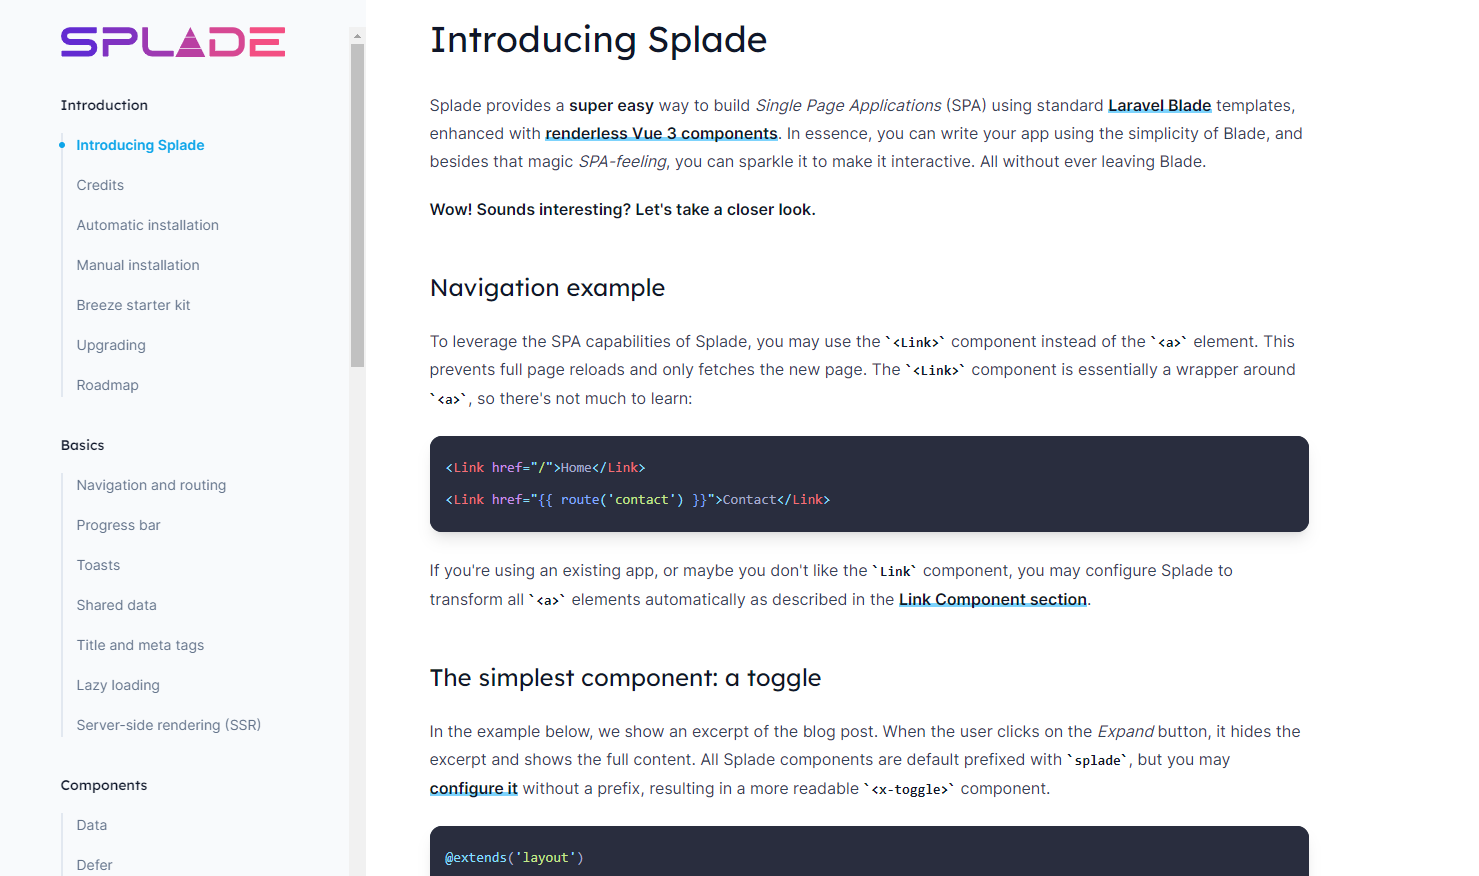 SPLADE
Introduction
Introducing Splade
Credits
Automatic installation
Manual installation
Breeze starter kit
Upgrading
Roadmap
Basics
Navigation and routing
Progress bar
Toasts
Shared data
Title and meta tags
Lazy loading
Server-side rendering (SSR)
Components
Data
Defer
Introducing Splade
Splade provides a super easy way to build Single Page Applications (SPA) using standard Laravel Blade templates,
enhanced with renderless Vue 3 components. In essence, you can write your app using the simplicity of Blade, and
besides that magic SPA-feeling, you can sparkle it to make it interactive. All without ever leaving Blade.
Wow! Sounds interesting? Let's take a closer look.
Navigation example
To leverage the SPA capabilities of Splade, you may use the `<Link>` component instead of the `<a>` element. This
prevents full page reloads and only fetches the new page. The `<Link>` component is essentially a wrapper around
`<a>`, so there's not much to learn:
<Link href="/">Home</Link>
<Link href="{{ route('contact') }}">Contact</Link>
If you're using an existing app, or maybe you don't like the `Link` component, you may configure Splade to
transform all `<a>` elements automatically as described in the Link Component section.
The simplest component: a toggle
In the example below, we show an excerpt of the blog post. When the user clicks on the Expand button, it hides the
excerpt and shows the full content. All Splade components are default prefixed with `splade`, but you may
configure it without a prefix, resulting in a more readable `<x-toggle>` component.
@extends('layout')